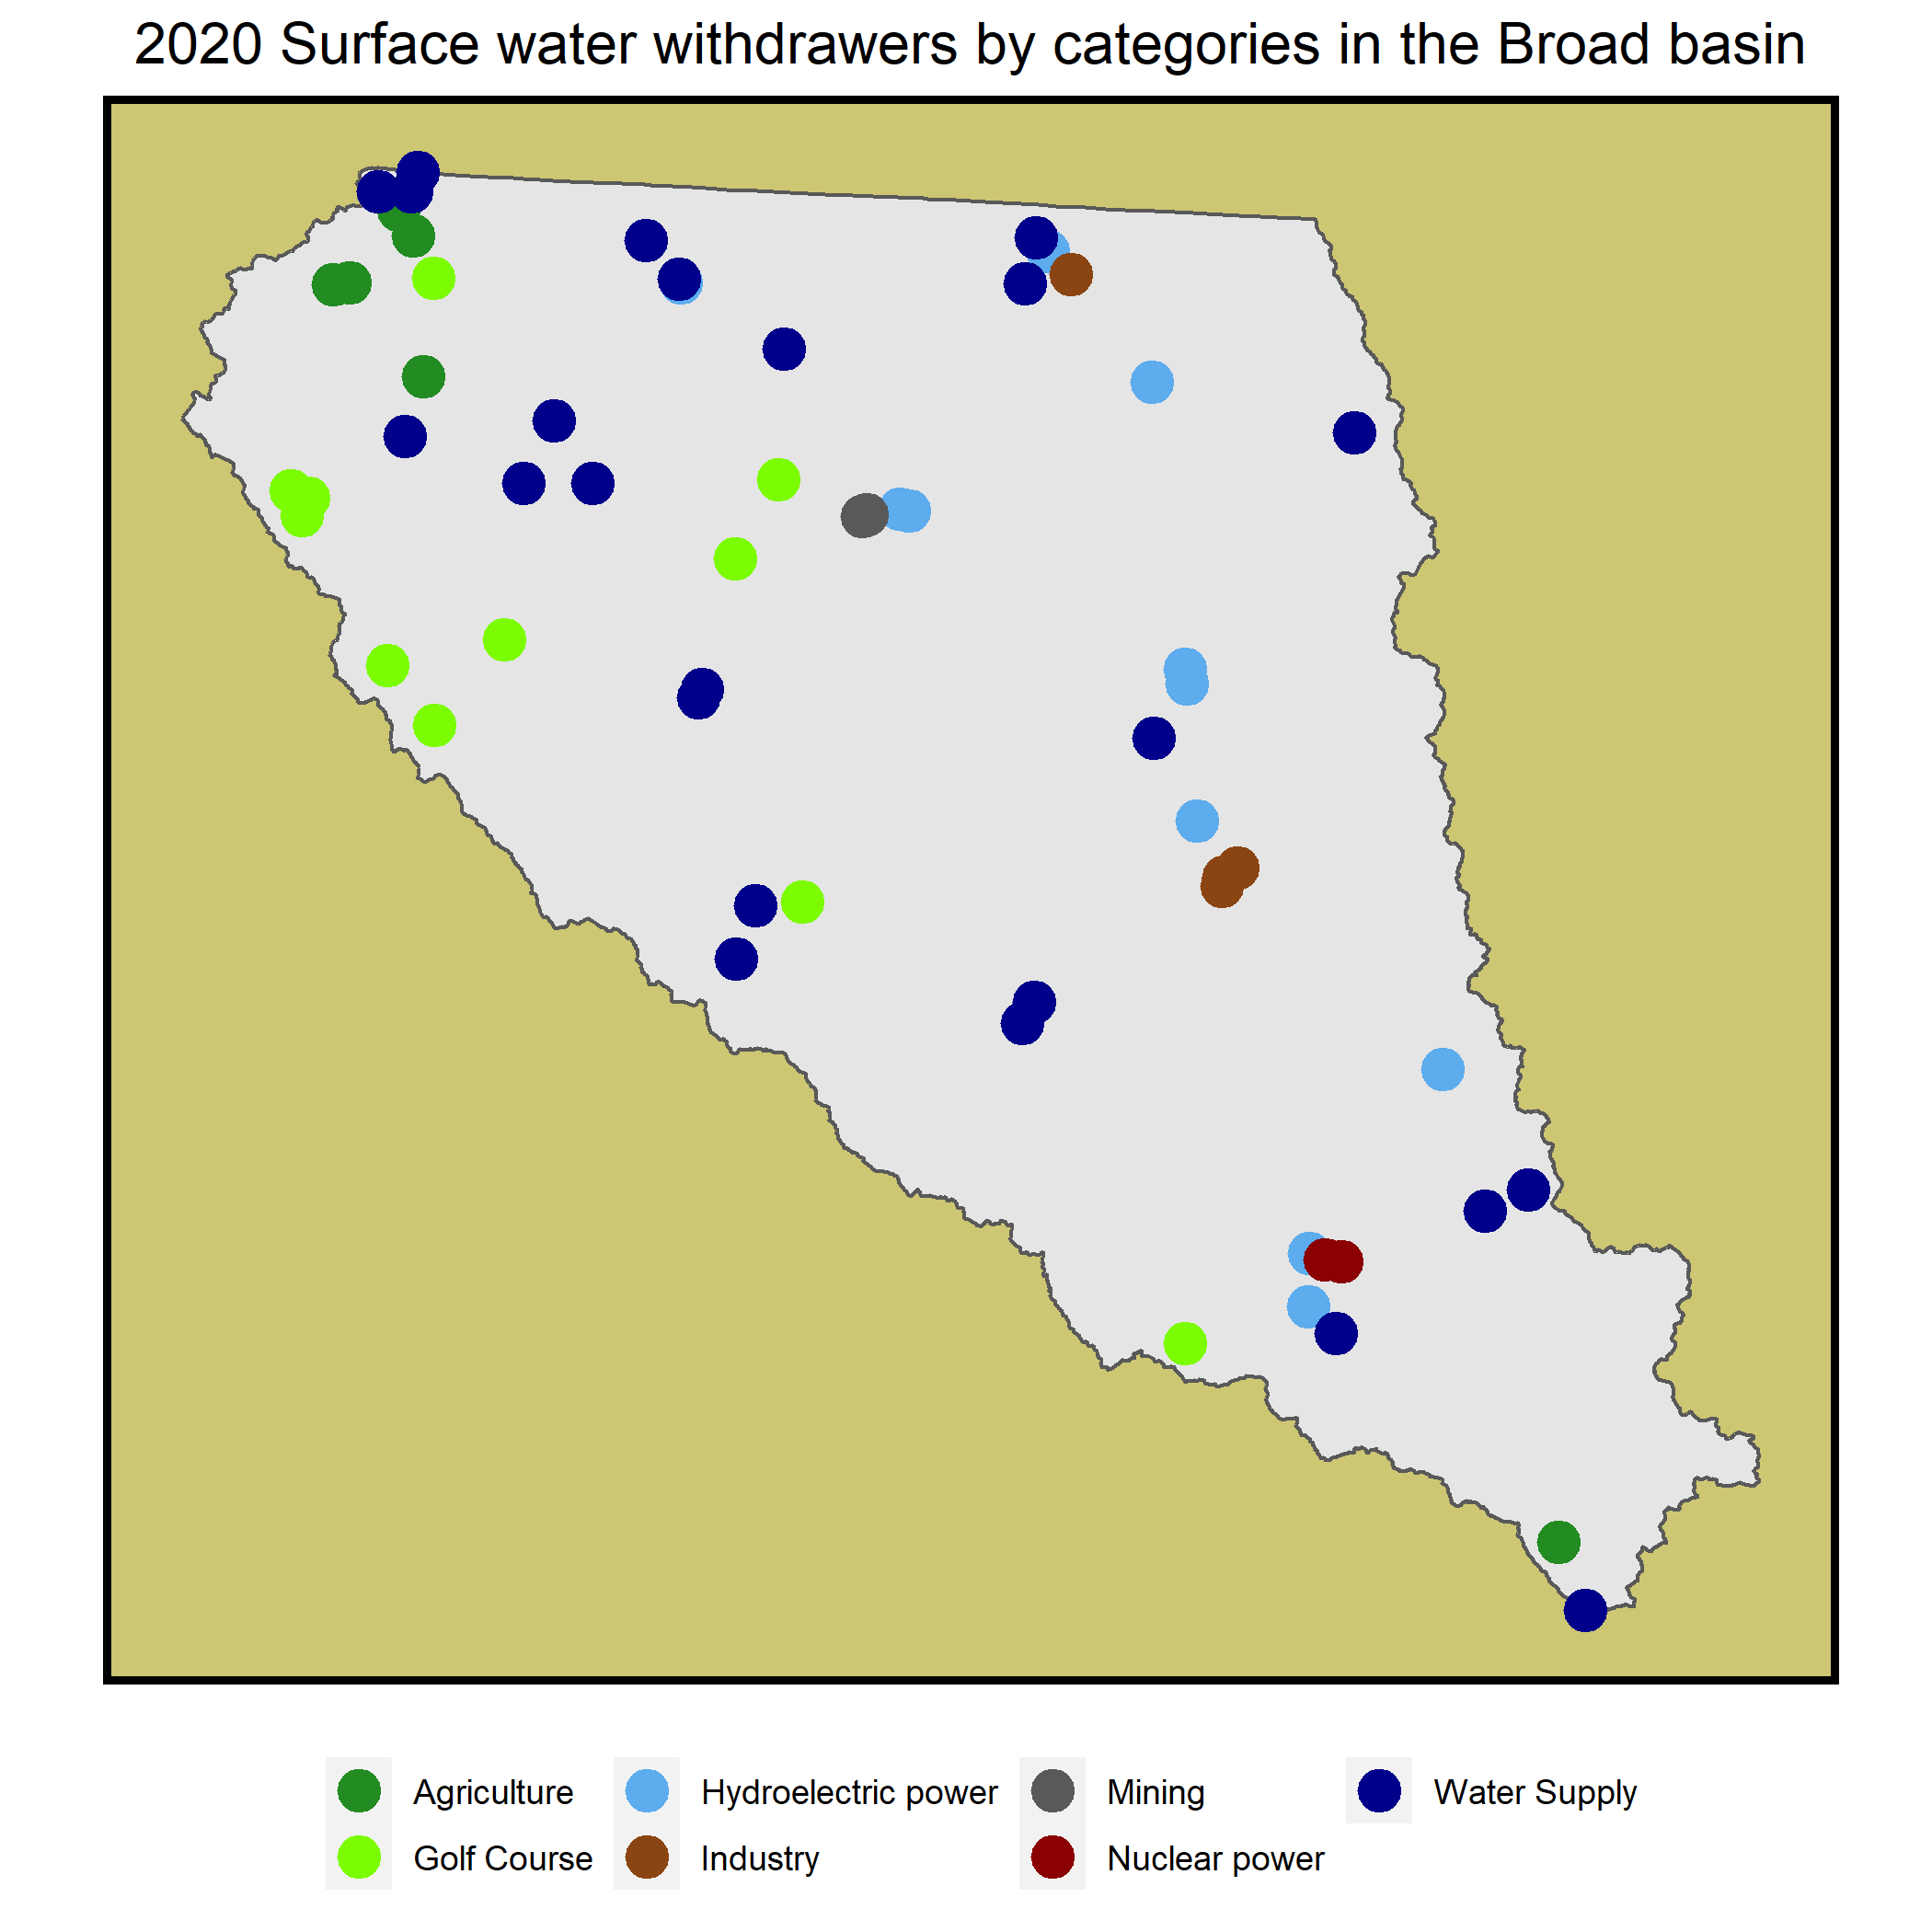 2020 Surface water withdrawers by categories in the Broad basin
Agriculture Hydroelectric power Mining Water Supply
Golf Course Industry Nuclear power